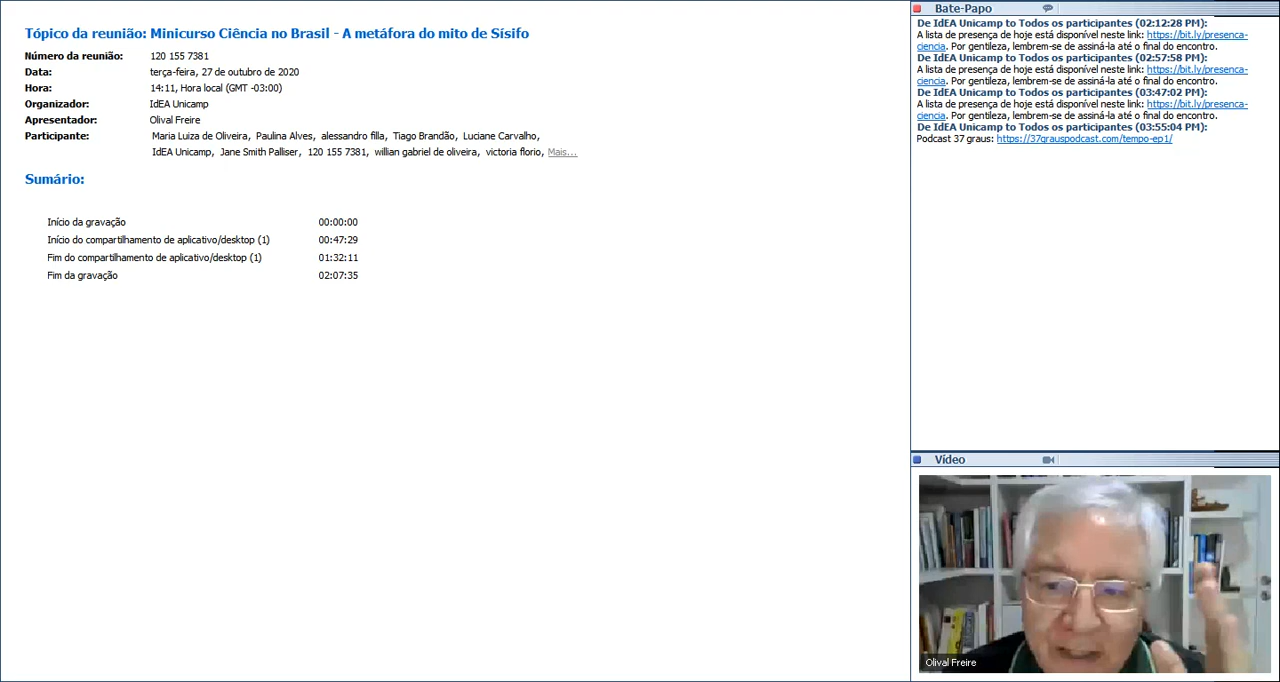 Tópico da reunião: Minicurso Ciência no Brasil - A metáfora do mito de Sísifo
Número da reunião: 120 155 7381
Data: terça-feira, 27 de outubro de 2020
Hora: 14:11, Hora local (GMT -03:00)
Organizador: IdEA Unicamp
Apresentador: Olival Freire
Participante: Maria Luiza de Oliveira, Paulina Alves, alessandro filla, Tiago Brandão, Luciane Carvalho,
IdEA Unicamp, Jane Smith Palliser, 120 155 7381, willian gabriel de oliveira, victoria florio, Mais...
Sumário:
Início da gravação 00:00:00
Início do compartilhamento de aplicativo/desktop (1) 00:47:29
Fim do compartilhamento de aplicativo/desktop (1) 01:32:11
Fim da gravação 02:07:35
Bate-Papo
De IdEA Unicamp to Todos os participantes (02:12:28 PM):
A lista de presença de hoje está disponível neste link: https://bit.ly/presenca-
ciencia. Por gentileza, lembrem-se de assiná-la até o final do encontro.
De IdEA Unicamp to Todos os participantes (02:57:58 PM):
A lista de presença de hoje está disponível neste link: https://bit.ly/presenca-
ciencia. Por gentileza, lembrem-se de assiná-la até o final do encontro.
De IdEA Unicamp to Todos os participantes (03:47:02 PM):
A lista de presença de hoje está disponível neste link: https://bit.ly/presenca-
ciencia. Por gentileza, lembrem-se de assiná-la até o final do encontro.
De IdEA Unicamp to Todos os participantes (03:55:04 PM):
Podcast 37 graus: https://37grauspodcast.com/tempo-ep1/
Vídeo
Olival Freire